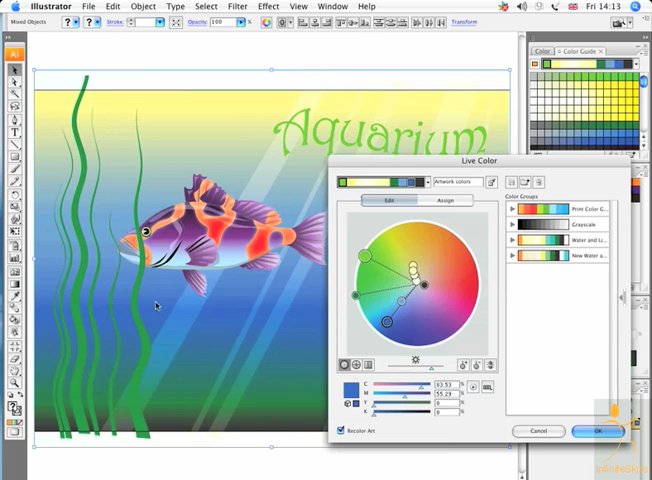 Illustrator File Edit Object Type Select Filter Effect View Window Help Fri 14:13
Mixed Objects Stroke: Opacity: 100 % Transform
Color Color Guide
Ai
Aquarium
Live Color
Artwork colors
Edit Assign
Color Groups
Print Color G...
Grayscale
Water and Li...
New Water a...
C 83.53 %
M 55.29 %
Y 0 %
K 0 %
Recolor Art
Cancel OK
InfiniteSkills